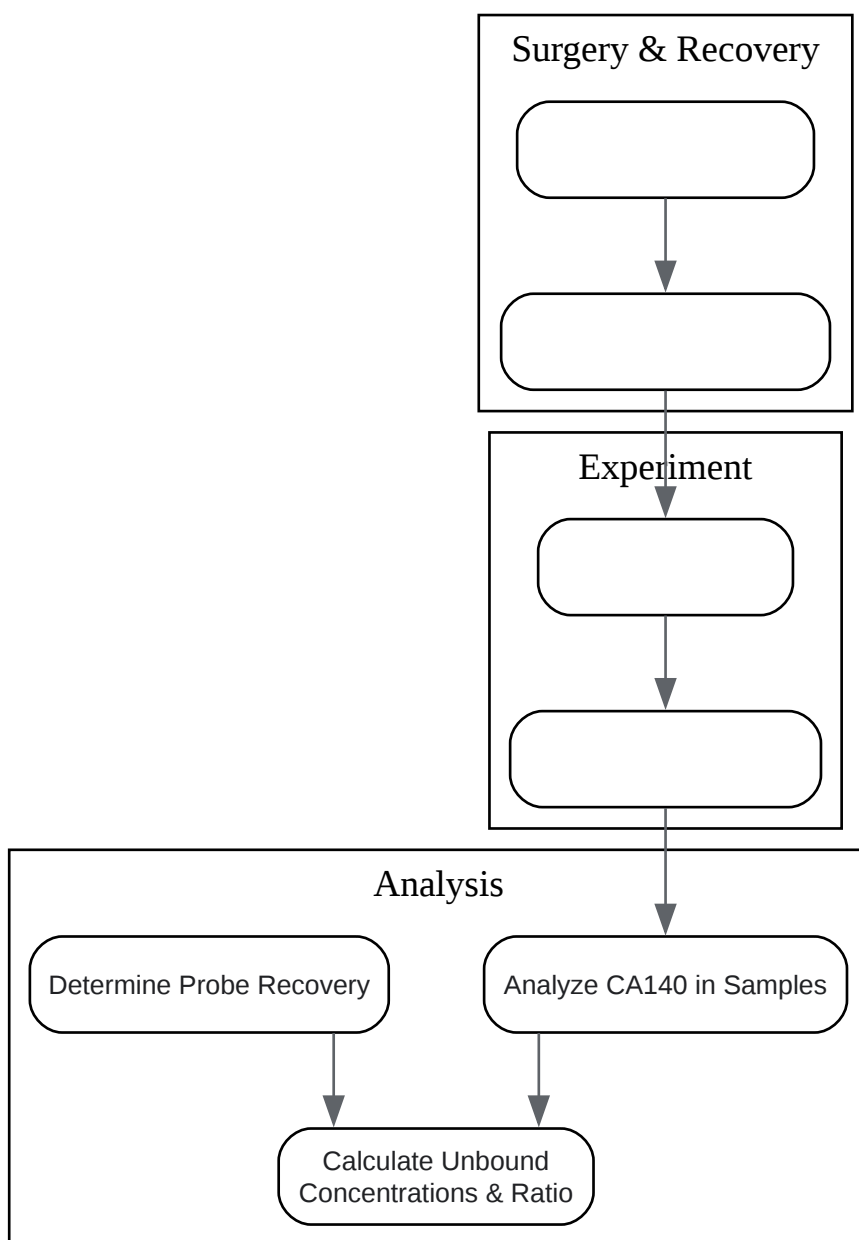 Surgery & Recovery
Experiment
Analysis
Determine Probe Recovery
Analyze CA140 in Samples
Calculate Unbound
Concentrations & Ratio